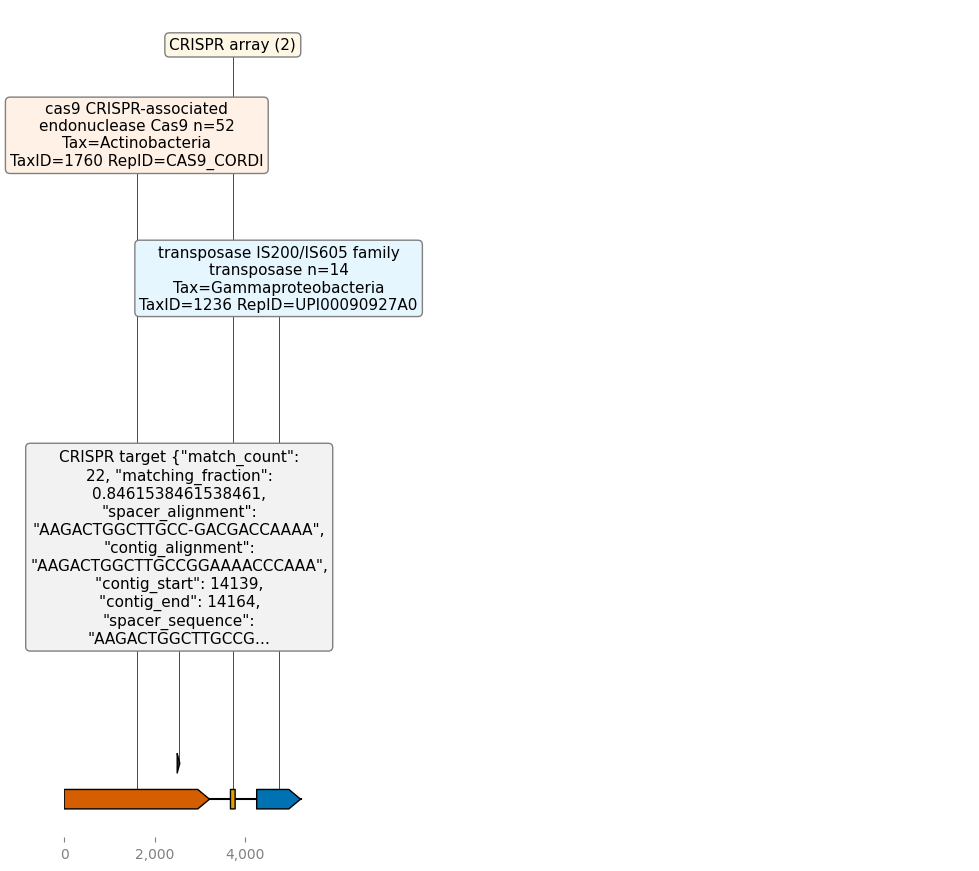 CRISPR array (2)
cas9 CRISPR-associated
endonuclease Cas9 n=52
Tax=Actinobacteria
TaxID=1760 RepID=CAS9_CORDI
transposase IS200/IS605 family
transposase n=14
Tax=Gammaproteobacteria
TaxID=1236 RepID=UPI00090927A0
CRISPR target {"match_count":
22, "matching_fraction":
0.8461538461538461,
"spacer_alignment":
"AAGACTGGCTTGCC-GACGACCAAAA",
"contig_alignment":
"AAGACTGGCTTGCCGGAAAACCCAAA",
"contig_start": 14139,
"contig_end": 14164,
"spacer_sequence":
"AAGACTGGCTTGCCG...
0
2,000
4,000